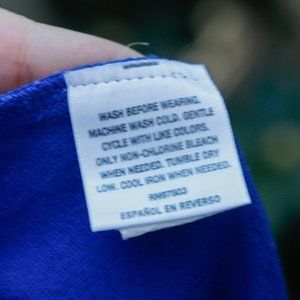 WASH BEFORE WEARING.
MACHINE WASH COLD. GENTLE
CYCLE WITH LIKE COLORS.
ONLY NON-CHLORINE BLEACH
WHEN NEEDED. TUMBLE DRY
LOW. COOL IRON WHEN NEEDED.
ESPAÑOL EN REVERSO